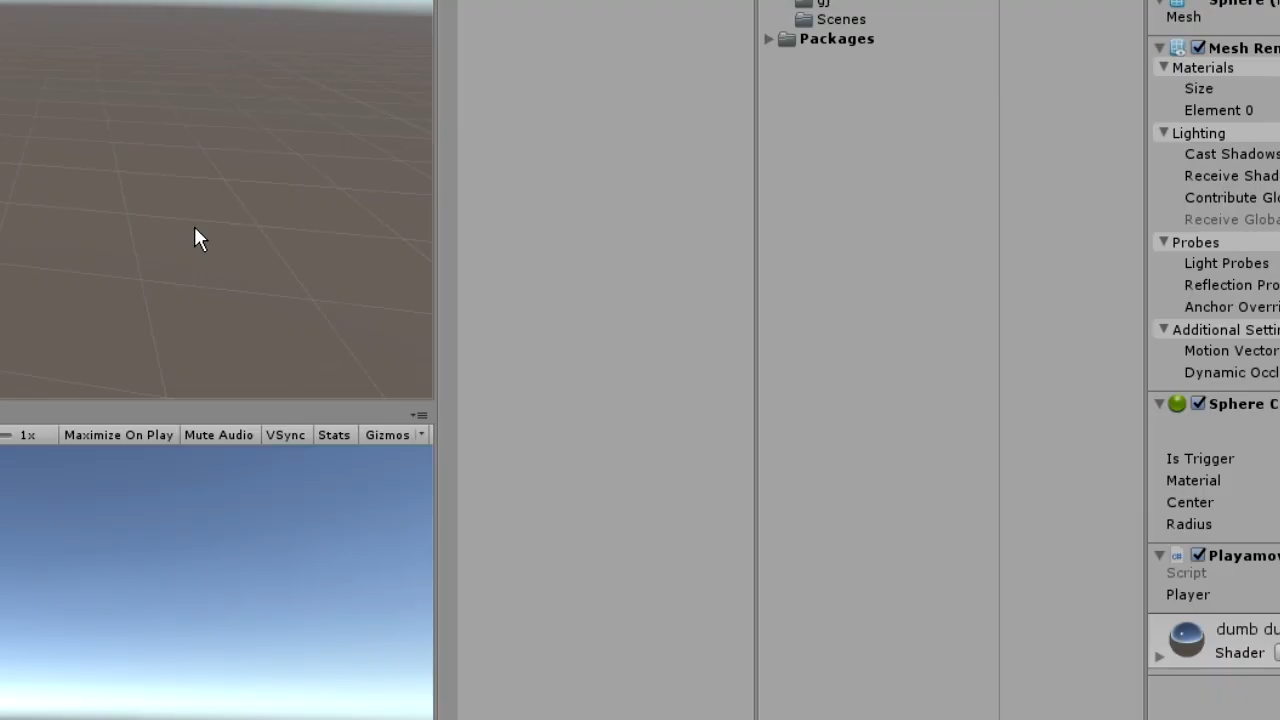 Scenes
Packages
Mesh
Mesh Ren
Materials
Size
Element 0
Lighting
Cast Shadows
Receive Shad
Contribute Glo
Receive Globa
Probes
Light Probes
Reflection Pro
Anchor Overri
Additional Settin
Motion Vector
Dynamic Occl
Sphere C
1x
Maximize On Play
Mute Audio
VSync
Stats
Gizmos
Is Trigger
Material
Center
Radius
Playamov
Script
Player
dumb du
Shader